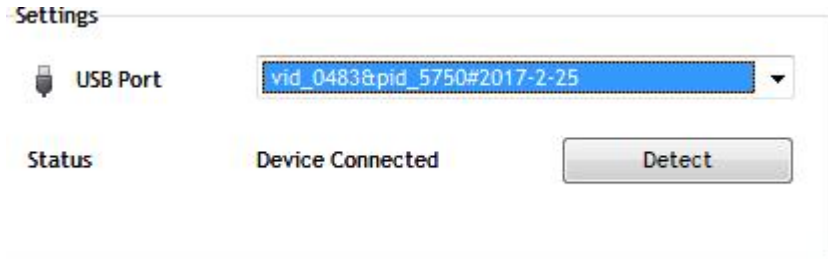 Settings
USB Port vid_0483&pid_5750#2017-2-25
Status Device Connected Detect